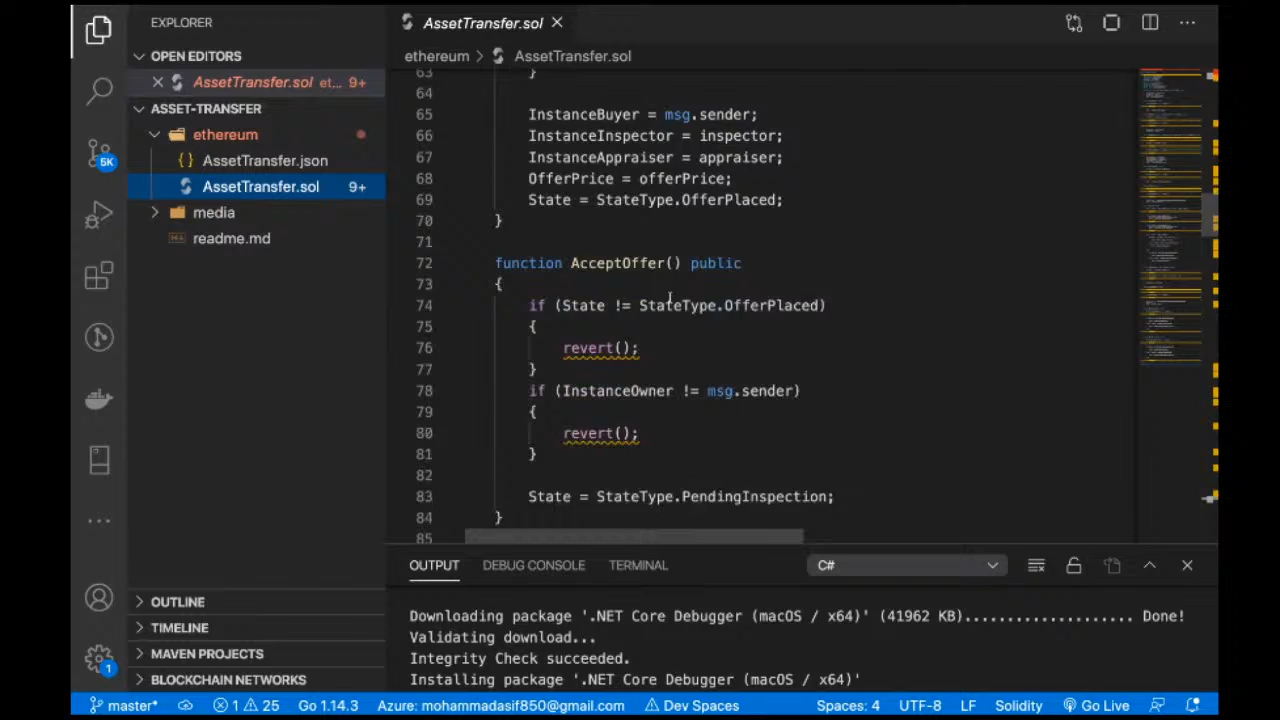 EXPLORER
OPEN EDITORS
AssetTransfer.sol et... 9+
ASSET-TRANSFER
ethereum
AssetTransfer.json
AssetTransfer.sol 9+
media
readme.md
5K
OUTLINE
TIMELINE
MAVEN PROJECTS
BLOCKCHAIN NETWORKS
1
AssetTransfer.sol
ethereum > AssetTransfer.sol
63 }
64
65 InstanceBuyer = msg.sender;
66 InstanceInspector = inspector;
67 InstanceAppraiser = appraiser;
68 OfferPrice = offerPrice;
69 State = StateType.OfferPlaced;
70 }
71
72 function AcceptOffer() public
73 {
74 if (State != StateType.OfferPlaced)
75 {
76 revert();
77 }
78 if (InstanceOwner != msg.sender)
79 {
80 revert();
81 }
82
83 State = StateType.PendingInspection;
84 }
85
OUTPUT DEBUG CONSOLE TERMINAL C#
Downloading package '.NET Core Debugger (macOS / x64)' (41962 KB).................... Done!
Validating download...
Integrity Check succeeded.
Installing package '.NET Core Debugger (macOS / x64)'
master* 1 25 Go 1.14.3 Azure: mohammadasif850@gmail.com Dev Spaces Spaces: 4 UTF-8 LF Solidity Go Live